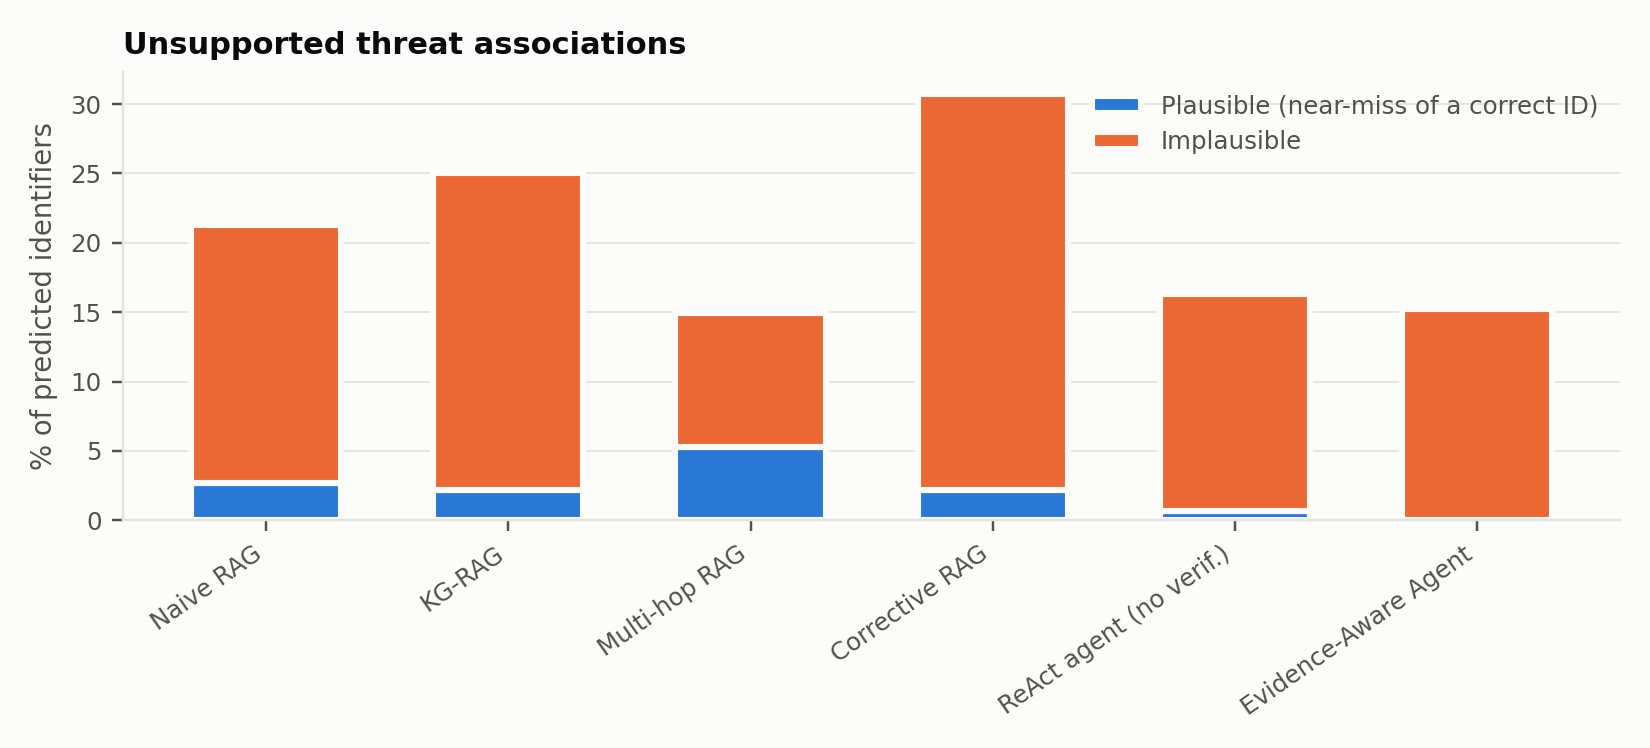 Unsupported threat associations
% of predicted identifiers
30
25
20
15
10
5
0
Plausible (near-miss of a correct ID)
Implausible
Naive RAG
KG-RAG
Multi-hop RAG
Corrective RAG
ReAct agent (no verif.)
Evidence-Aware Agent